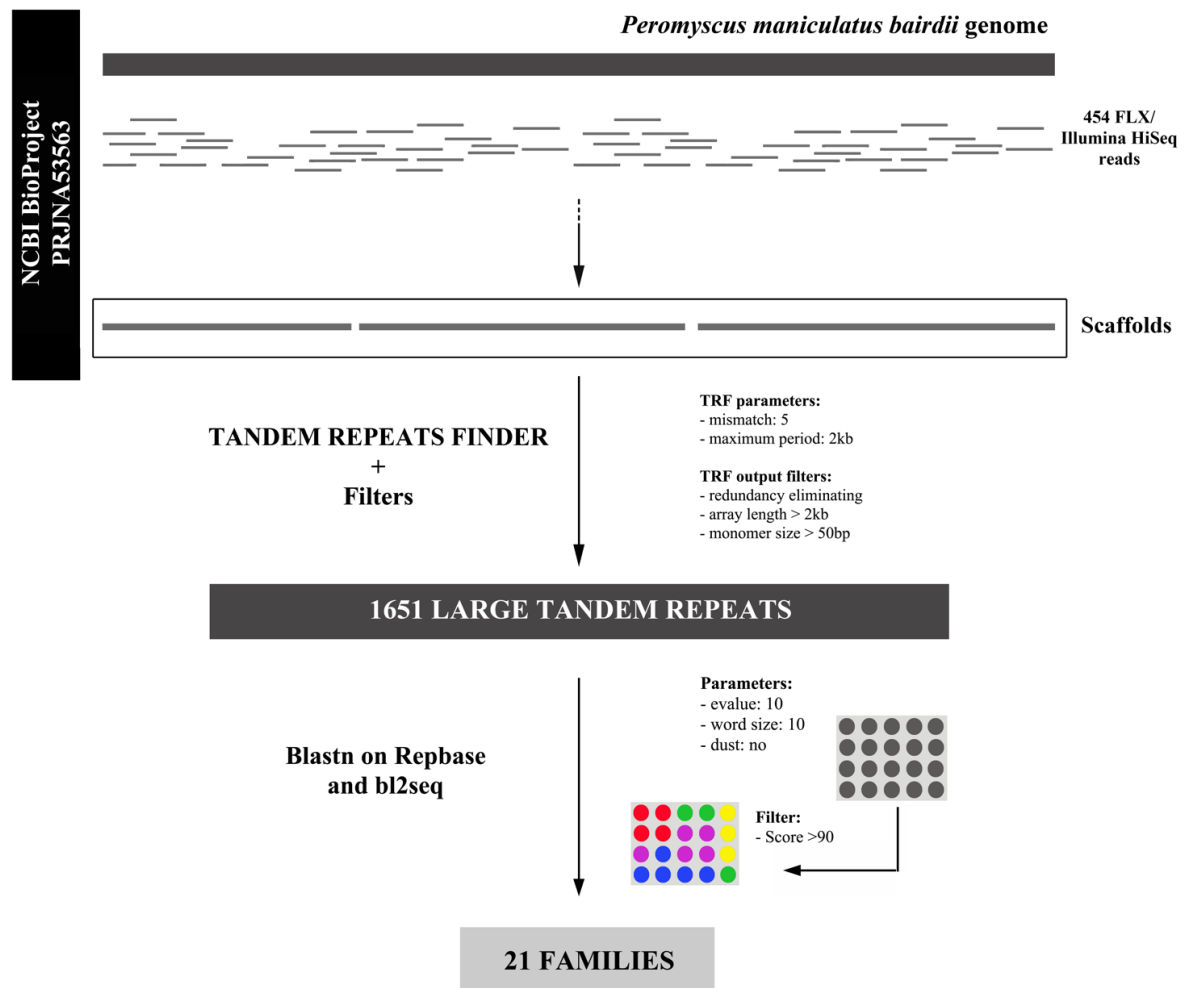 Peromyscus maniculatus bairdii genome
NCBI BioProject
PRJNA53563
454 FLX/
Illumina HiSeq
reads
Scaffolds
TANDEM REPEATS FINDER
+
Filters
TRF parameters:
- mismatch: 5
- maximum period: 2kb
TRF output filters:
- redundancy eliminating
- array length > 2kb
- monomer size > 50bp
1651 LARGE TANDEM REPEATS
Blastn on Repbase
and bl2seq
Parameters:
- evalue: 10
- word size: 10
- dust: no
Filter:
- Score >90
21 FAMILIES